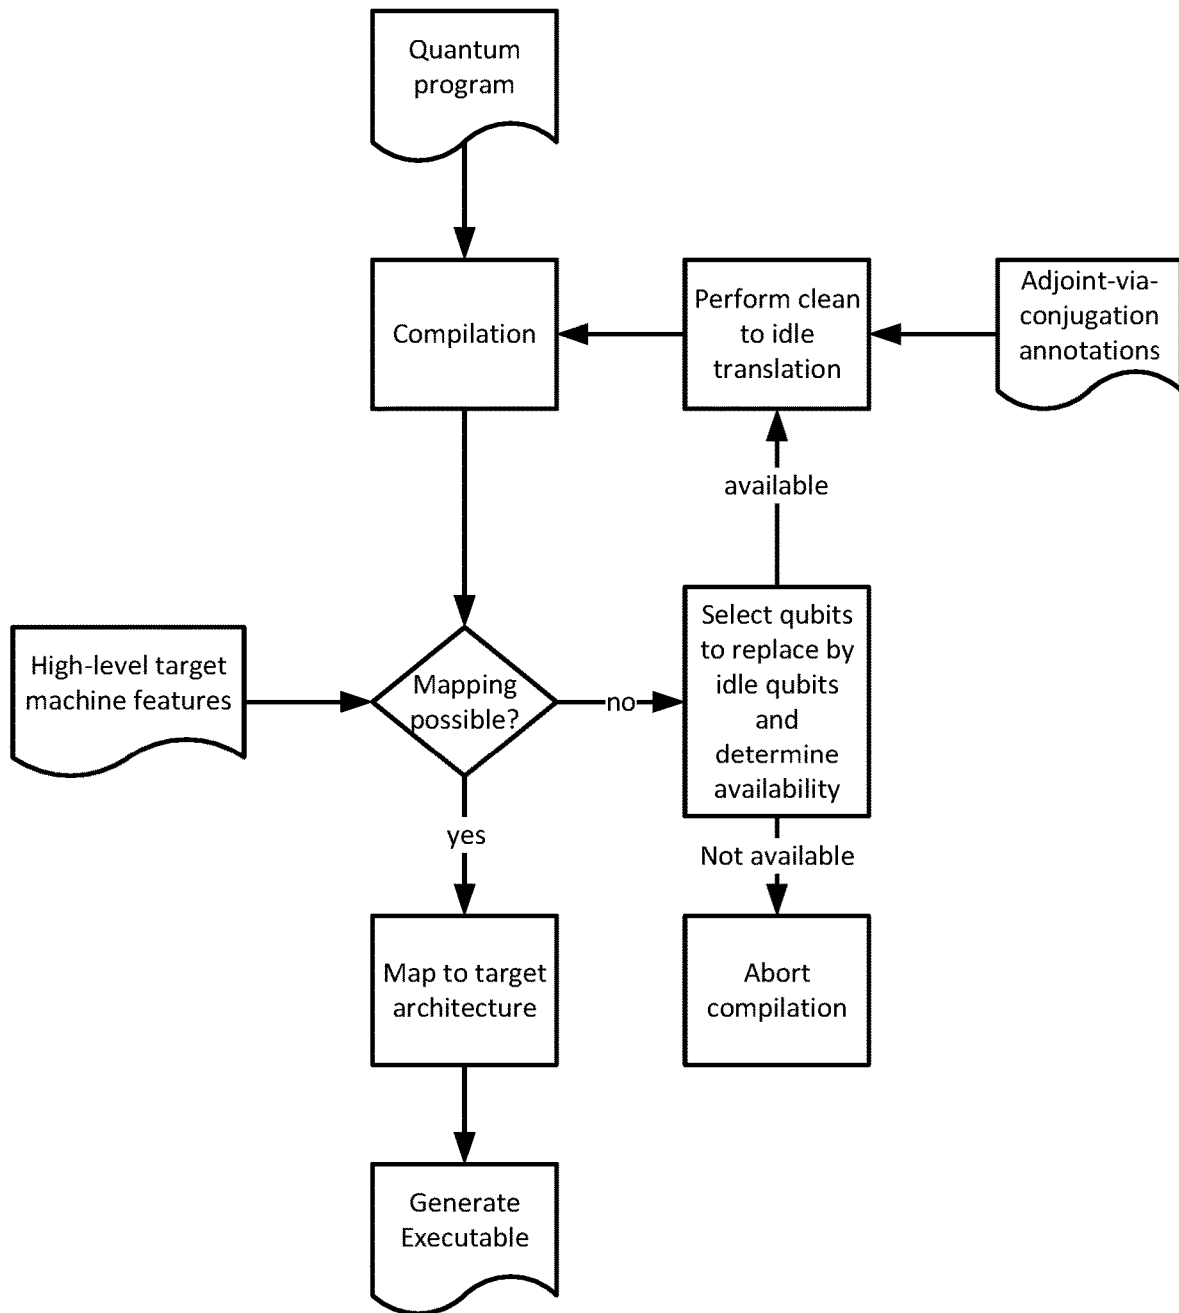 Quantum
program
Compilation
Perform clean
to idle
translation
Adjoint-via-
conjugation
annotations
available
High-level target
machine features
Mapping
possible?
no
Select qubits
to replace by
idle qubits
and
determine
availability
yes
Not available
Map to target
architecture
Abort
compilation
Generate
Executable